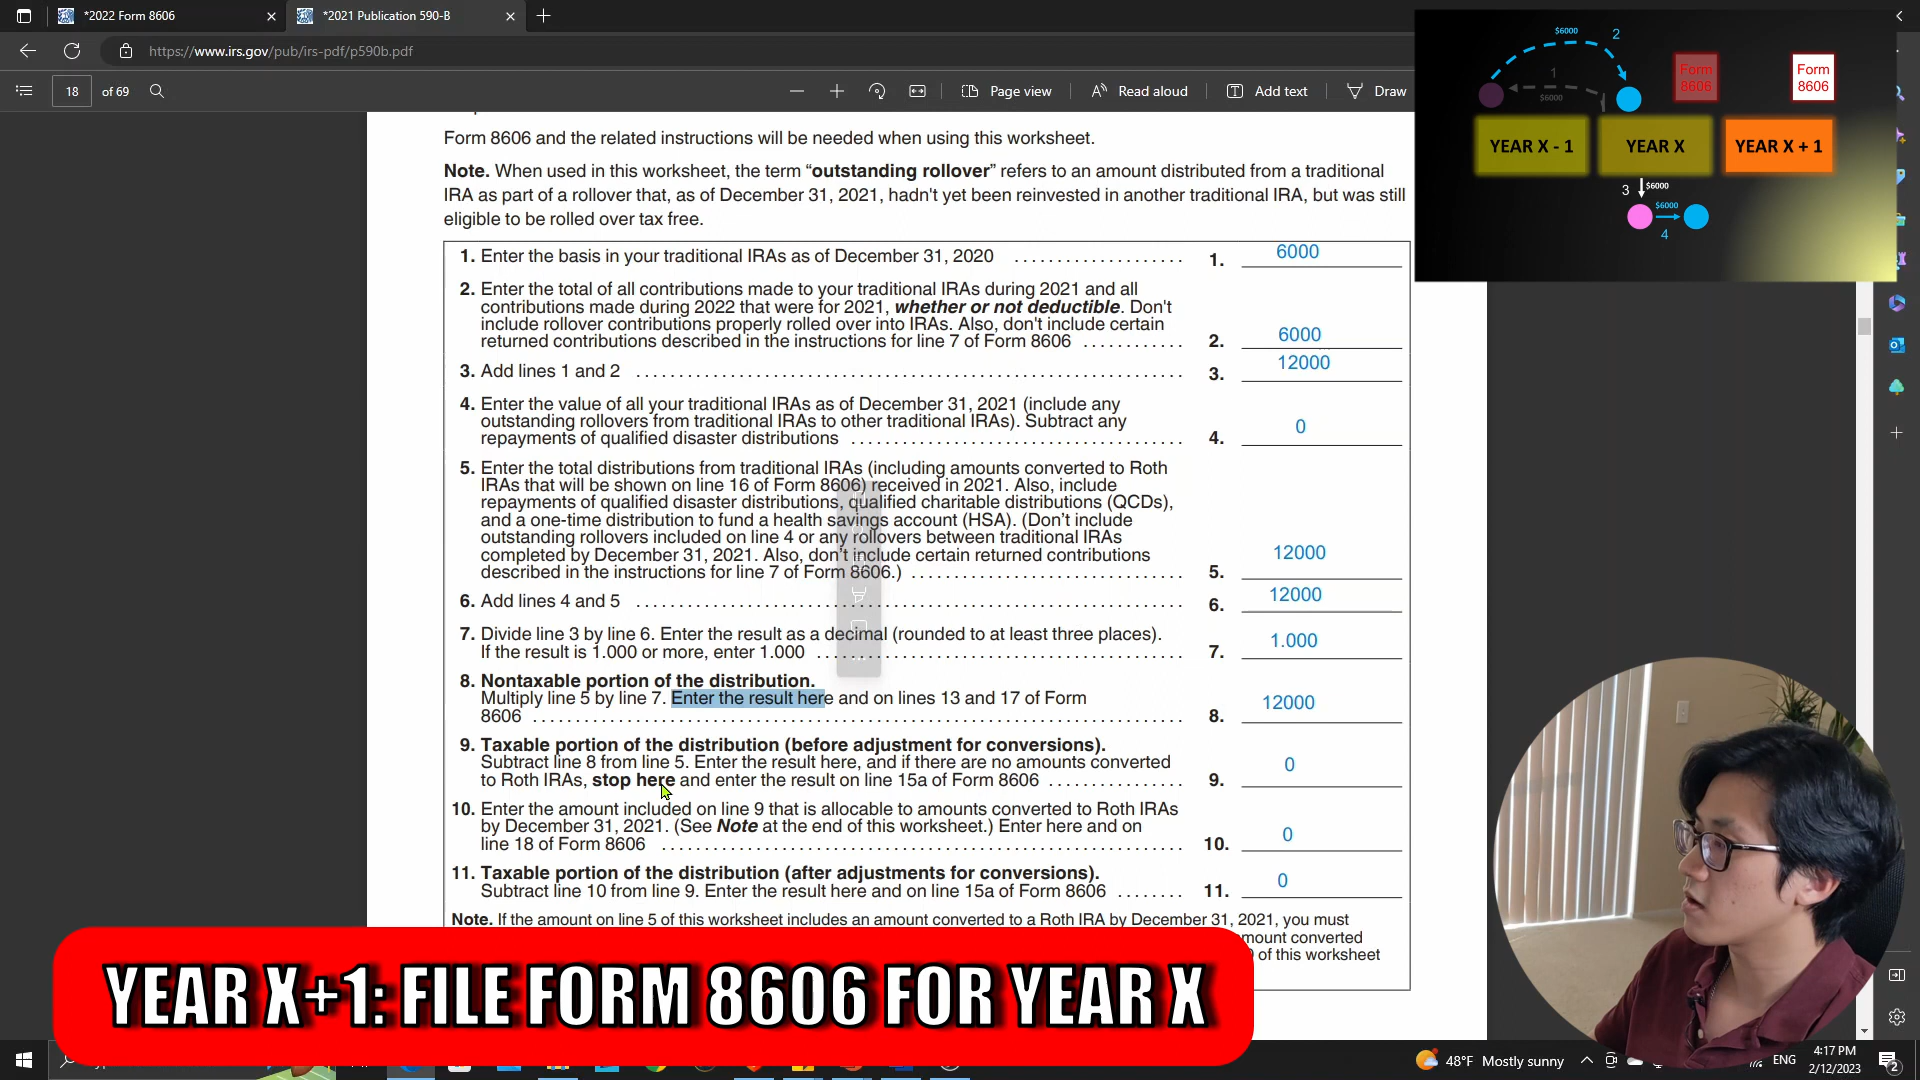 *2022 Form 8606
*2021 Publication 590-B
https://www.irs.gov/pub/irs-pdf/p590b.pdf
18 of 69
Page view
Read aloud
Add text
Draw
$6000
2
1
$6000
Form
8606
Form
8606
YEAR X - 1
YEAR X
YEAR X + 1
3
$6000
$6000
4
Form 8606 and the related instructions will be needed when using this worksheet.
Note. When used in this worksheet, the term “outstanding rollover” refers to an amount distributed from a traditional
IRA as part of a rollover that, as of December 31, 2021, hadn't yet been reinvested in another traditional IRA, but was still
eligible to be rolled over tax free.
1. Enter the basis in your traditional IRAs as of December 31, 2020 .................... 1. 6000
2. Enter the total of all contributions made to your traditional IRAs during 2021 and all
contributions made during 2022 that were for 2021, whether or not deductible. Don't
include rollover contributions properly rolled over into IRAs. Also, don't include certain
returned contributions described in the instructions for line 7 of Form 8606 ............ 2. 6000
3. Add lines 1 and 2 .................... 3. 12000
4. Enter the value of all your traditional IRAs as of December 31, 2021 (include any
outstanding rollovers from traditional IRAs to other traditional IRAs). Subtract any
repayments of qualified disaster distributions .................... 4. 0
5. Enter the total distributions from traditional IRAs (including amounts converted to Roth
IRAs that will be shown on line 16 of Form 8606) received in 2021. Also, include
repayments of qualified disaster distributions, qualified charitable distributions (QCDs),
and a one-time distribution to fund a health savings account (HSA). (Don't include
outstanding rollovers included on line 4 or any rollovers between traditional IRAs
completed by December 31, 2021. Also, don't include certain returned contributions
described in the instructions for line 7 of Form 8606.) .................... 5. 12000
6. Add lines 4 and 5 .................... 6. 12000
7. Divide line 3 by line 6. Enter the result as a decimal (rounded to at least three places).
If the result is 1.000 or more, enter 1.000 .................... 7. 1.000
8. Nontaxable portion of the distribution.
Multiply line 5 by line 7. Enter the result here and on lines 13 and 17 of Form
8606 .................... 8. 12000
9. Taxable portion of the distribution (before adjustment for conversions).
Subtract line 8 from line 5. Enter the result here, and if there are no amounts converted
to Roth IRAs, stop here and enter the result on line 15a of Form 8606 ............... 9. 0
10. Enter the amount included on line 9 that is allocable to amounts converted to Roth IRAs
by December 31, 2021. (See Note at the end of this worksheet.) Enter here and on
line 18 of Form 8606 .................... 10. 0
11. Taxable portion of the distribution (after adjustments for conversions).
Subtract line 10 from line 9. Enter the result here and on line 15a of Form 8606 ........ 11. 0
Note. If the amount on line 5 of this worksheet includes an amount converted to a Roth IRA by December 31, 2021, you must
mount converted
9 of this worksheet
YEAR X+1: FILE FORM 8606 FOR YEAR X
48°F Mostly sunny
ENG
4:17 PM
2/12/2023
2